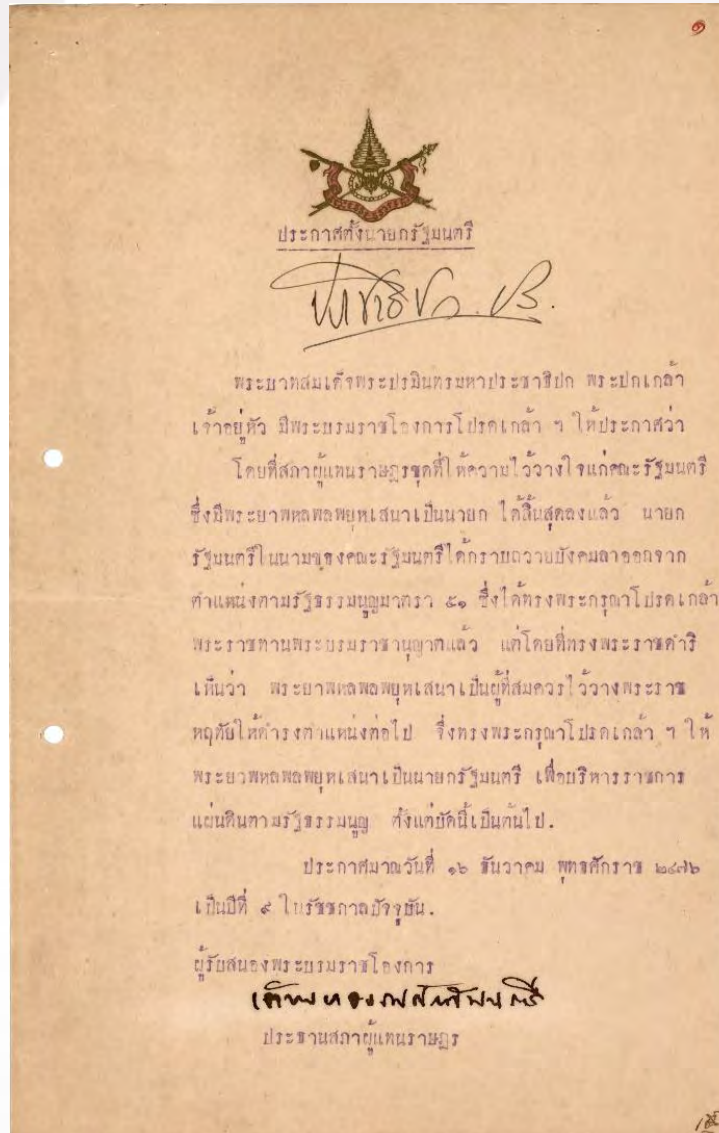 ๑
ประกาศตั้งนายกรัฐมนตรี
ประชาธิปก. ป.ร.
พระบาทสมเด็จพระปรมินทรมหาประชาธิปก พระปกเกล้า
เจ้าอยู่หัว มีพระบรมราชโองการโปรดเกล้า ฯ ให้ประกาศว่า
โดยที่สภาผู้แทนราษฎรชุดที่ให้ความไว้วางใจแก่คณะรัฐมนตรี
ซึ่งมีพระยาพหลพลพยุหเสนาเป็นนายก ได้สิ้นสุดลงแล้ว นายก
รัฐมนตรีในนามของคณะรัฐมนตรีได้กราบถวายบังคมลาออกจาก
ตำแหน่งตามรัฐธรรมนูญมาตรา ๕๑ ซึ่งได้ทรงพระกรุณาโปรดเกล้า
พระราชทานพระบรมราชานุญาตแล้ว แต่โดยที่ทรงพระราชดำริ
เห็นว่า พระยาพหลพลพยุหเสนาเป็นผู้ที่สมควรไว้วางพระราช
หฤทัยให้ดำรงตำแหน่งต่อไป จึ่งทรงพระกรุณาโปรดเกล้า ฯ ให้
พระยาพหลพลพยุหเสนาเป็นนายกรัฐมนตรี เพื่อบริหารราชการ
แผ่นดินตามรัฐธรรมนูญ ตั้งแต่บัดนี้เป็นต้นไป.
ประกาศมาณวันที่ ๑๖ ธันวาคม พุทธศักราช ๒๔๗๖
เป็นปีที่ ๙ ในรัชชกาลปัจจุบัน.
ผู้รับสนองพระบรมราชโองการ
ประธานสภาผู้แทนราษฎร